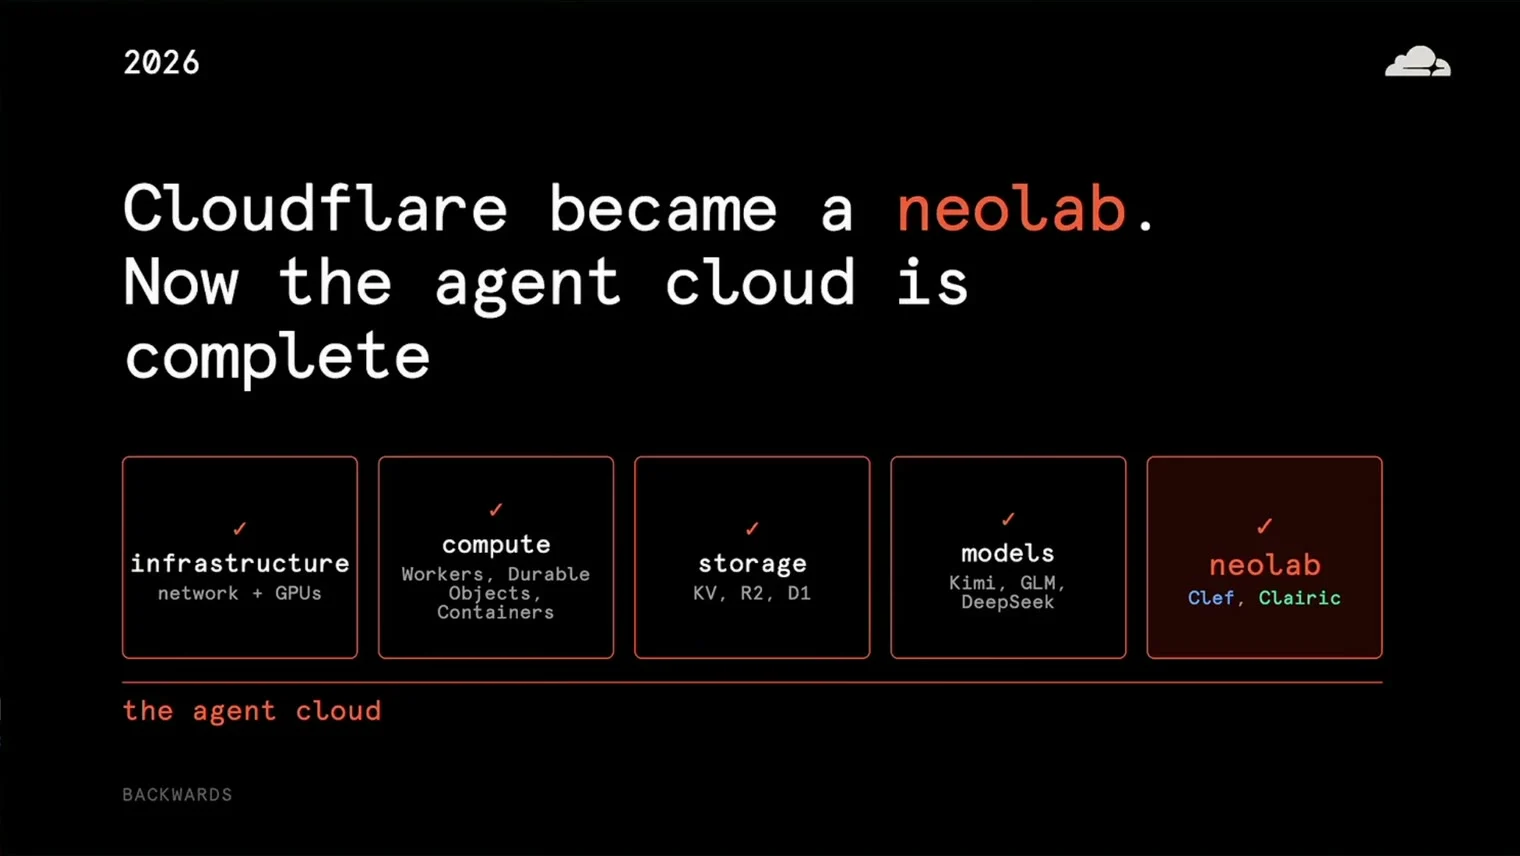 2026
Cloudflare became a neolab.
Now the agent cloud is
complete
✓
infrastructure
network + GPUs
✓
compute
Workers, Durable
Objects,
Containers
✓
storage
KV, R2, D1
✓
models
Kimi, GLM,
DeepSeek
✓
neolab
Clef, Clairic
the agent cloud
BACKWARDS